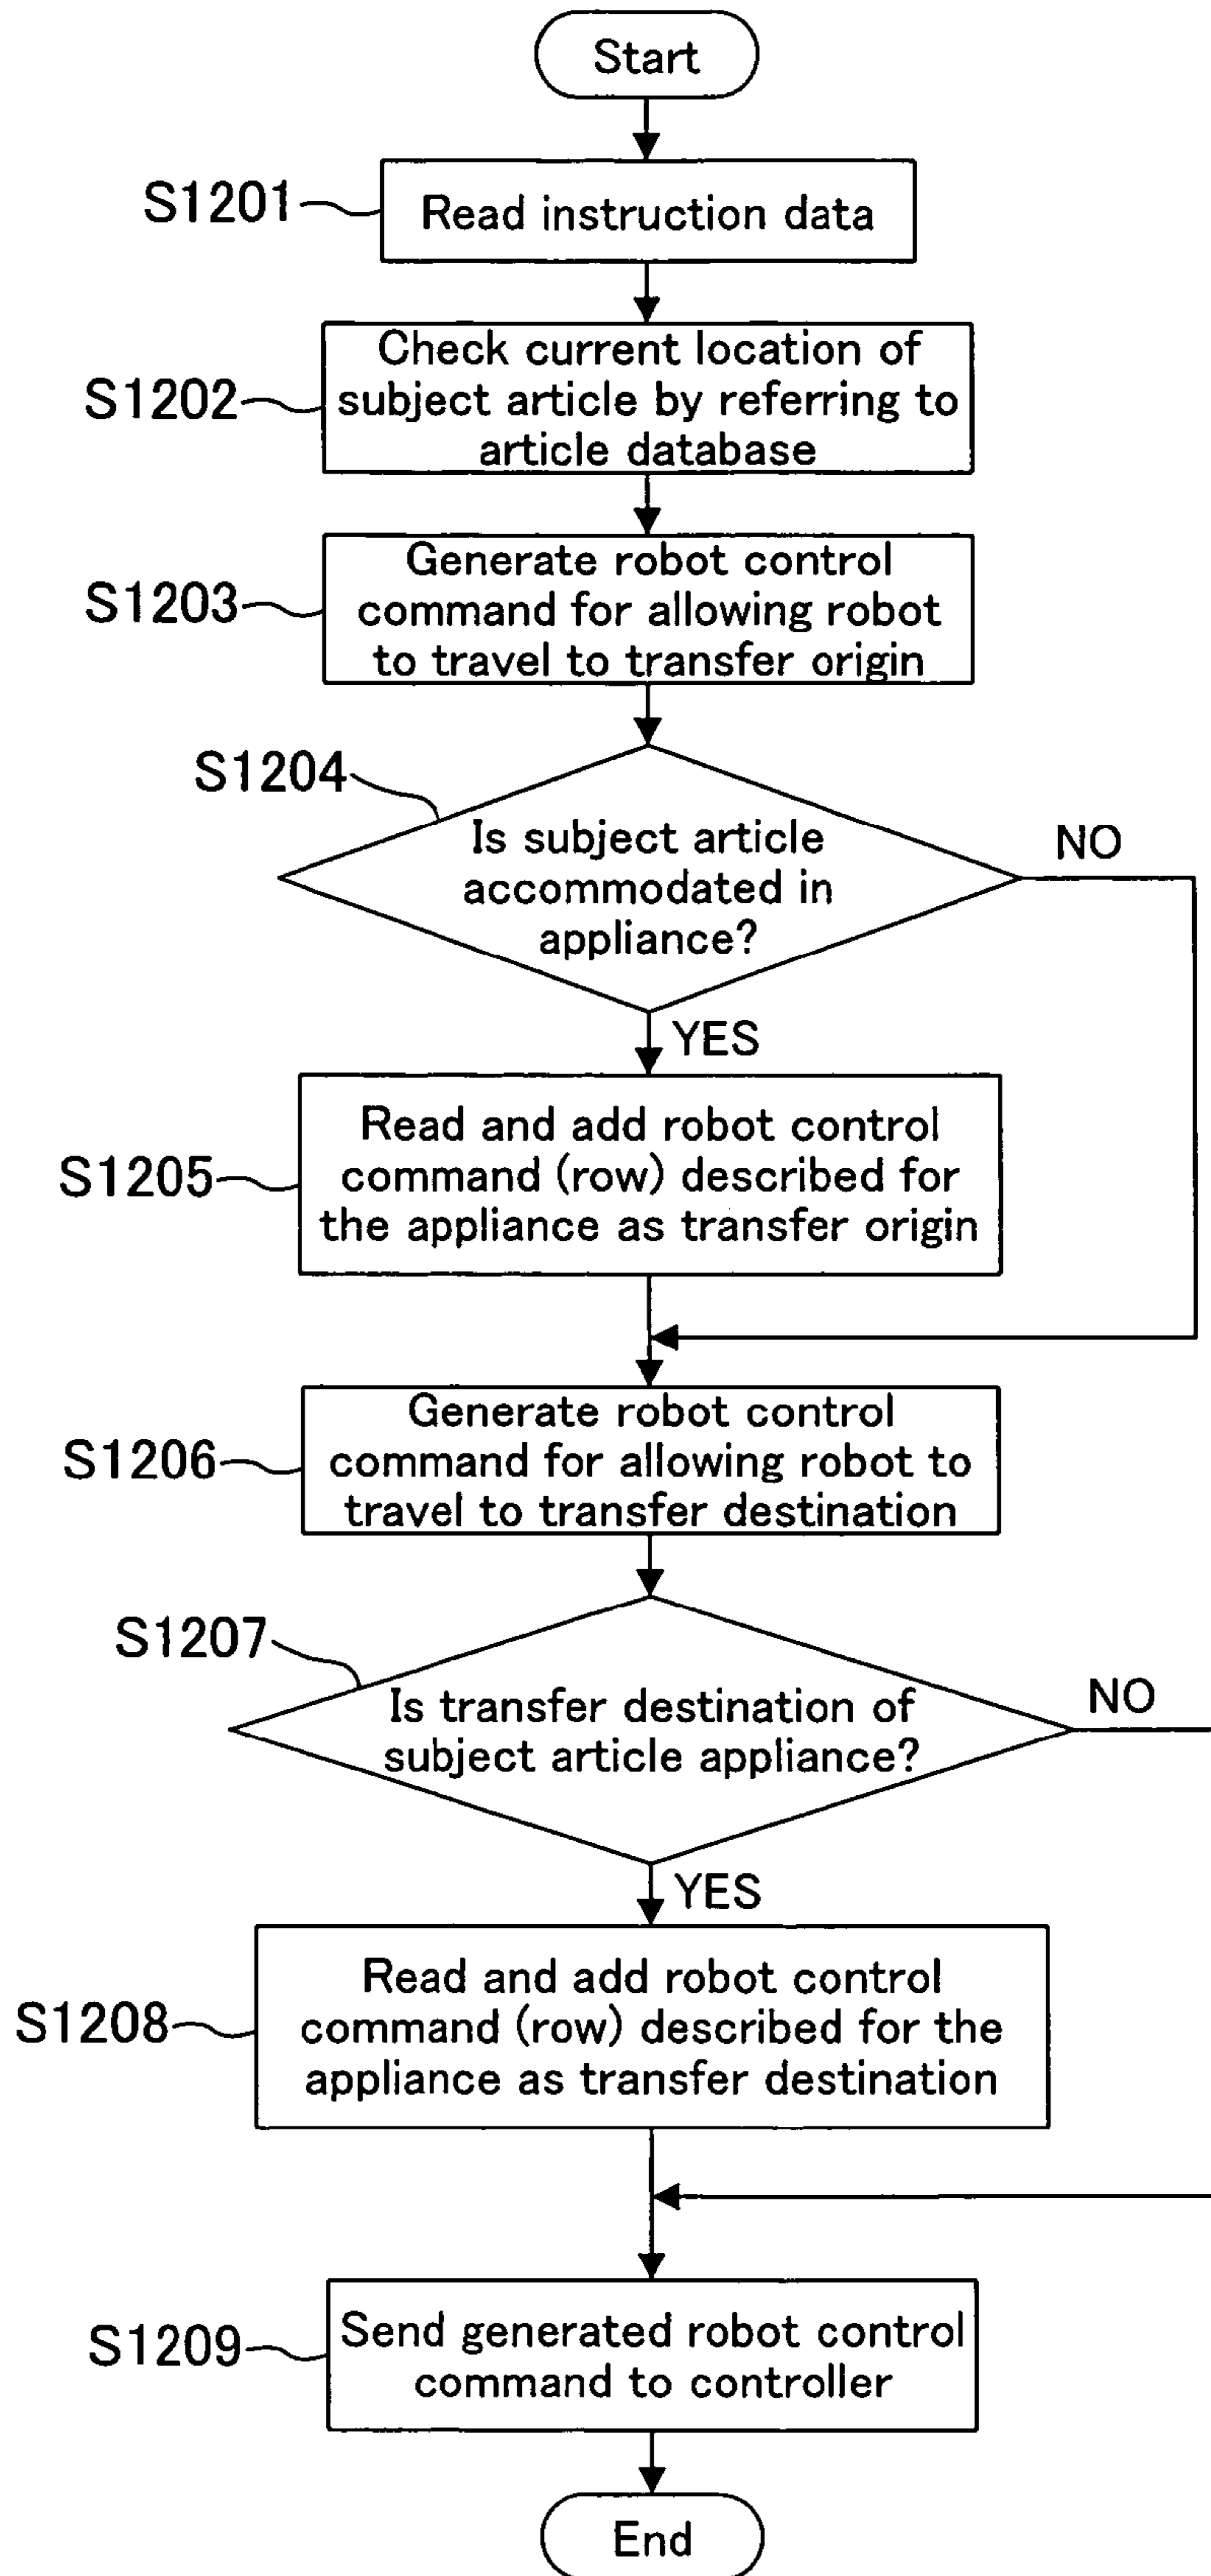 Start
S1201
Read instruction data
S1202
Check current location of
subject article by referring to
article database
S1203
Generate robot control
command for allowing robot
to travel to transfer origin
S1204
Is subject article
accommodated in
appliance?
NO
YES
S1205
Read and add robot control
command (row) described for
the appliance as transfer origin
S1206
Generate robot control
command for allowing robot to
travel to transfer destination
S1207
Is transfer destination of
subject article appliance?
NO
YES
S1208
Read and add robot control
command (row) described for the
appliance as transfer destination
S1209
Send generated robot control
command to controller
End